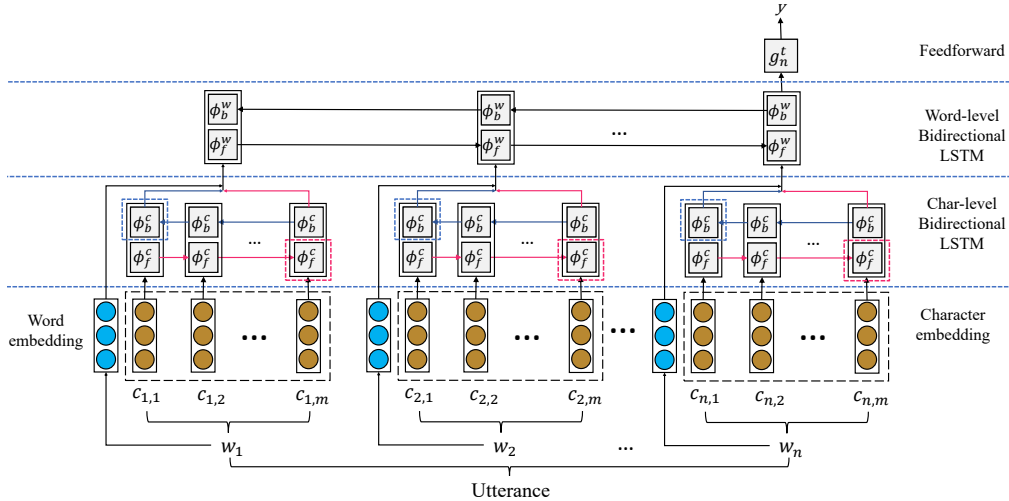 y
g_n^t
Feedforward
ϕ_b^w ϕ_b^w ϕ_b^w
ϕ_f^w ϕ_f^w ... ϕ_f^w
Word-level
Bidirectional
LSTM
ϕ_b^c ϕ_b^c ϕ_b^c ϕ_b^c ϕ_b^c ϕ_b^c ϕ_b^c ϕ_b^c ϕ_b^c
... ... ...
ϕ_f^c ϕ_f^c ϕ_f^c ϕ_f^c ϕ_f^c ϕ_f^c ϕ_f^c ϕ_f^c ϕ_f^c
Char-level
Bidirectional
LSTM
Word
embedding
... ... ... ...
Character
embedding
c_{1,1} c_{1,2} c_{1,m} c_{2,1} c_{2,2} c_{2,m} c_{n,1} c_{n,2} c_{n,m}
w_1 w_2 ... w_n
Utterance